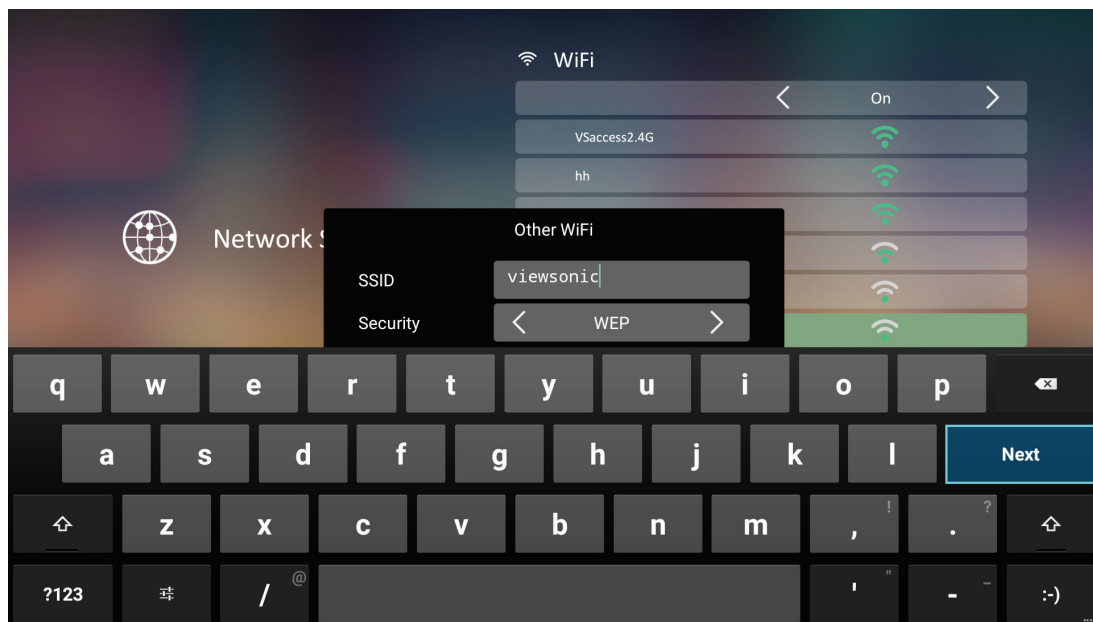 WiFi
On
VSaccess2.4G
hh
Network S
Other WiFi
SSID viewsonic
Security WEP
q w e r t y u i o p
a s d f g h j k l Next
z x c v b n m , ! . ?
?123 / @ ' " - _ :-)